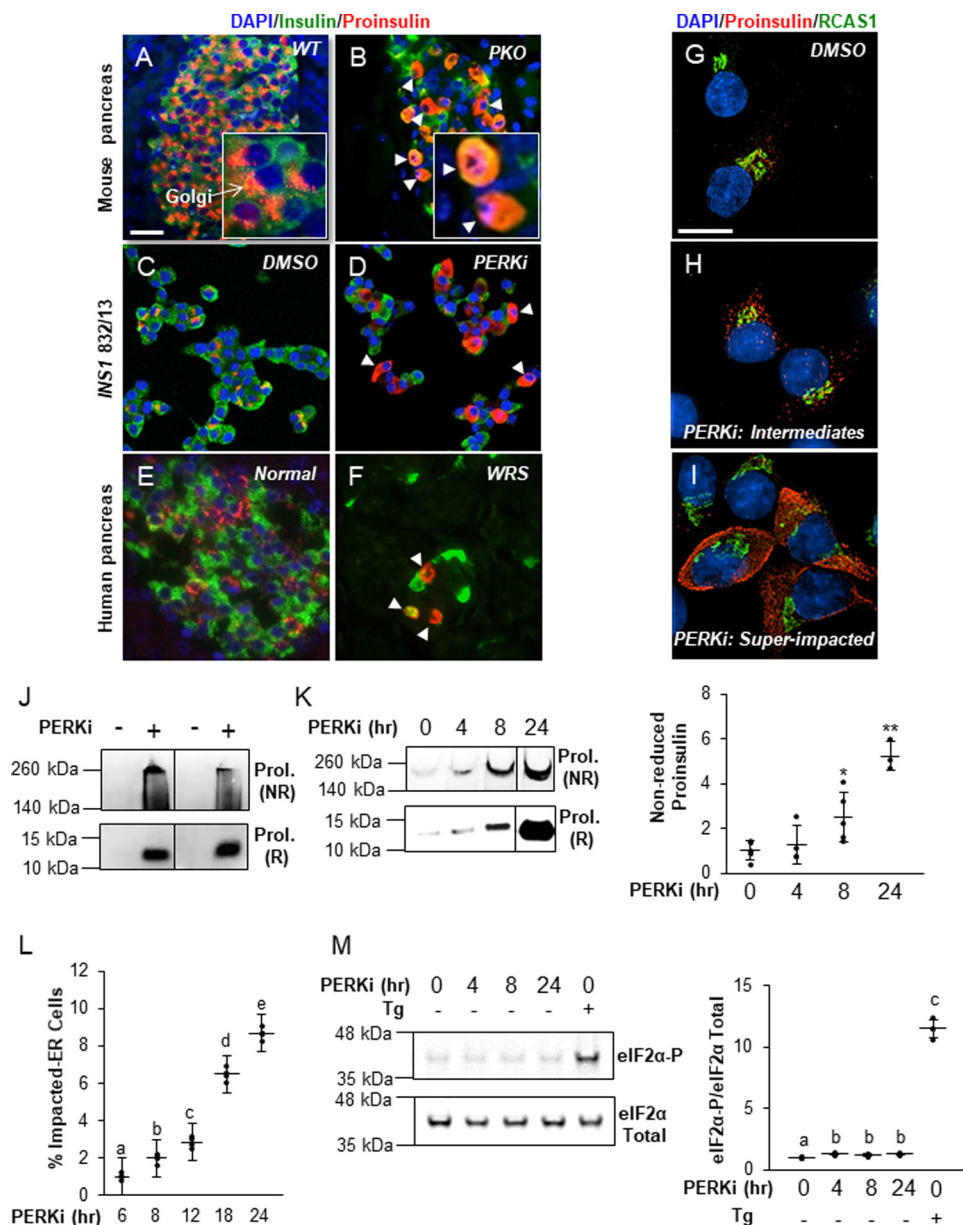 DAPI/Insulin/Proinsulin
DAPI/Proinsulin/RCAS1
Mouse pancreas
A
WT
Golgi
B
PKO
G
DMSO
INS1 832/13
C
DMSO
D
PERKi
H
PERKi: Intermediates
Human pancreas
E
Normal
F
WRS
I
PERKi: Super-impacted
J
PERKi - + - +
260 kDa
140 kDa
ProI.
(NR)
15 kDa
10 kDa
ProI.
(R)
K
PERKi (hr) 0 4 8 24
260 kDa
140 kDa
ProI.
(NR)
15 kDa
10 kDa
ProI.
(R)
Non-reduced
Proinsulin
8
6
4
2
0
*
**
PERKi (hr) 0 4 8 24
L
% Impacted-ER Cells
12
10
8
6
4
2
0
a b c d e
PERKi (hr) 6 8 12 18 24
M
PERKi (hr) 0 4 8 24 0
Tg - - - - +
48 kDa
35 kDa
eIF2α-P
48 kDa
35 kDa
eIF2α
Total
eIF2α-P/eIF2α Total
15
10
5
0
a b b b c
PERKi (hr) 0 4 8 24 0
Tg - - - - +